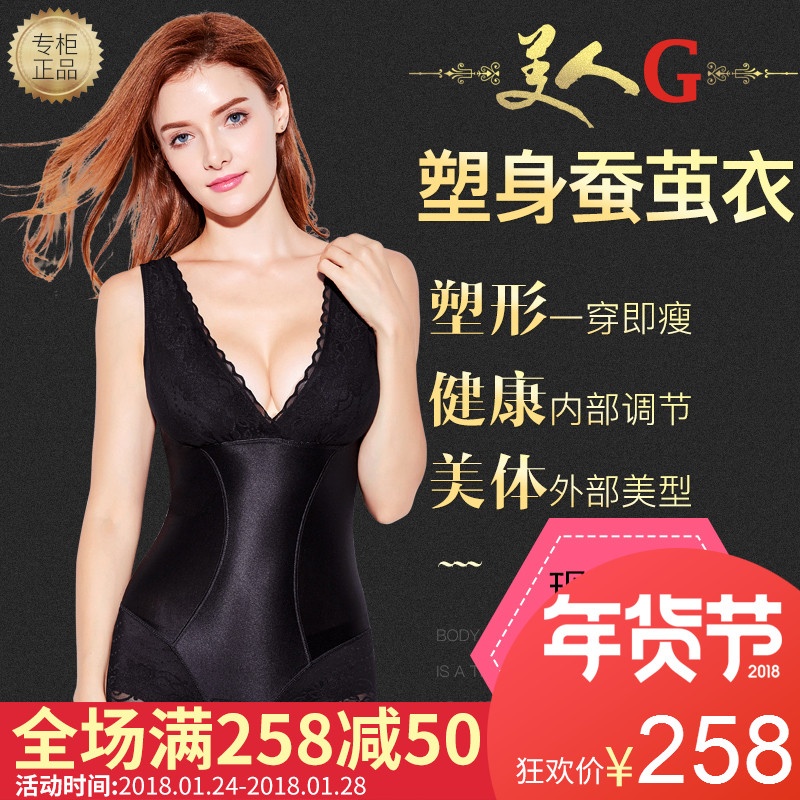 专柜
正品
美人G
塑身蚕茧衣
塑形一穿即瘦
健康内部调节
美体外部美型
BODY
IS A T
年货节
2018
全场满258减50
活动时间:2018.01.24-2018.01.28
狂欢价¥258